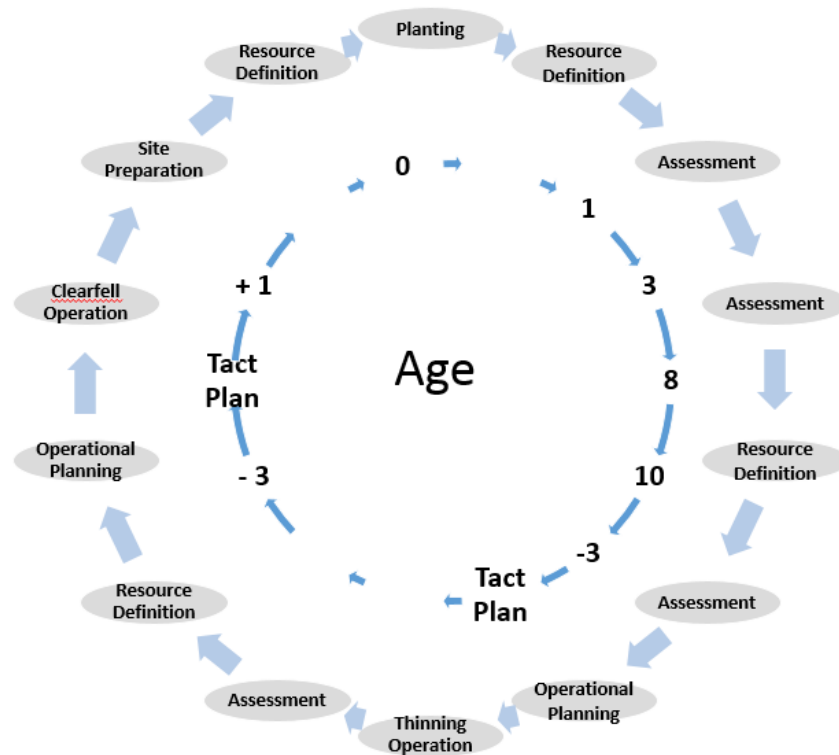 Planting
Resource
Definition
Assessment
Assessment
Resource
Definition
Assessment
Operational
Planning
Thinning
Operation
Assessment
Resource
Definition
Operational
Planning
Clearfell
Operation
Site
Preparation
Resource
Definition
0
1
3
8
10
-3
Tact
Plan
- 3
Tact
Plan
+ 1
Age